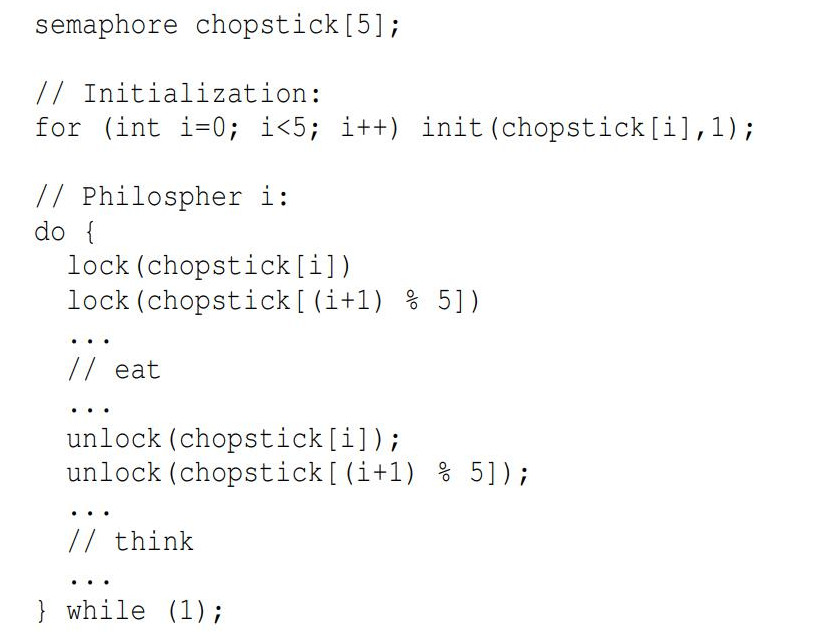 semaphore chopstick[5];
// Initialization:
for (int i=0; i<5; i++) init(chopstick[i],1);
// Philospher i:
do {
lock(chopstick[i])
lock(chopstick[(i+1) % 5])
...
// eat
...
unlock(chopstick[i]);
unlock(chopstick[(i+1) % 5]);
...
// think
...
} while (1);